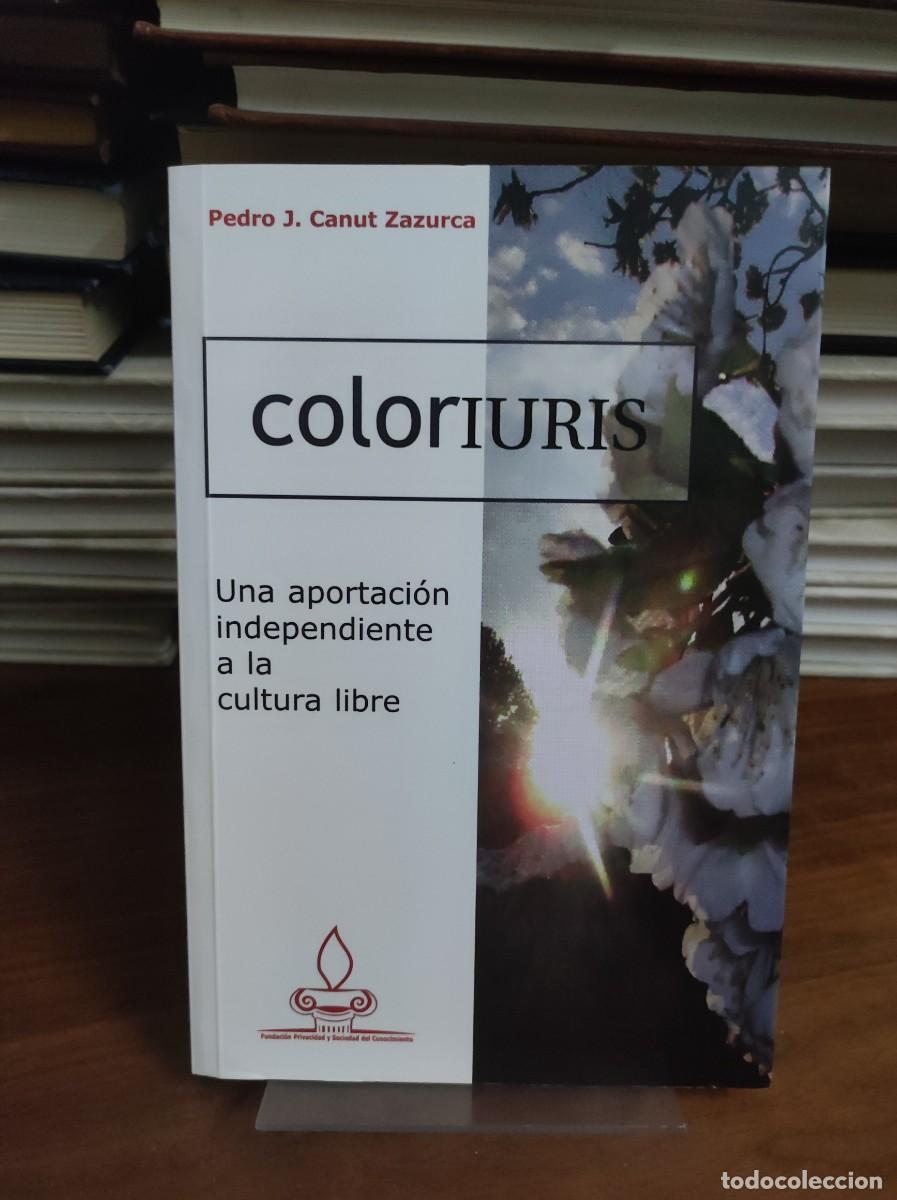 Pedro J. Canut Zazurca
colorIURIS
Una aportación
independiente
a la
cultura libre
Fundación Privacidad y Sociedad del Conocimiento
todocoleccion